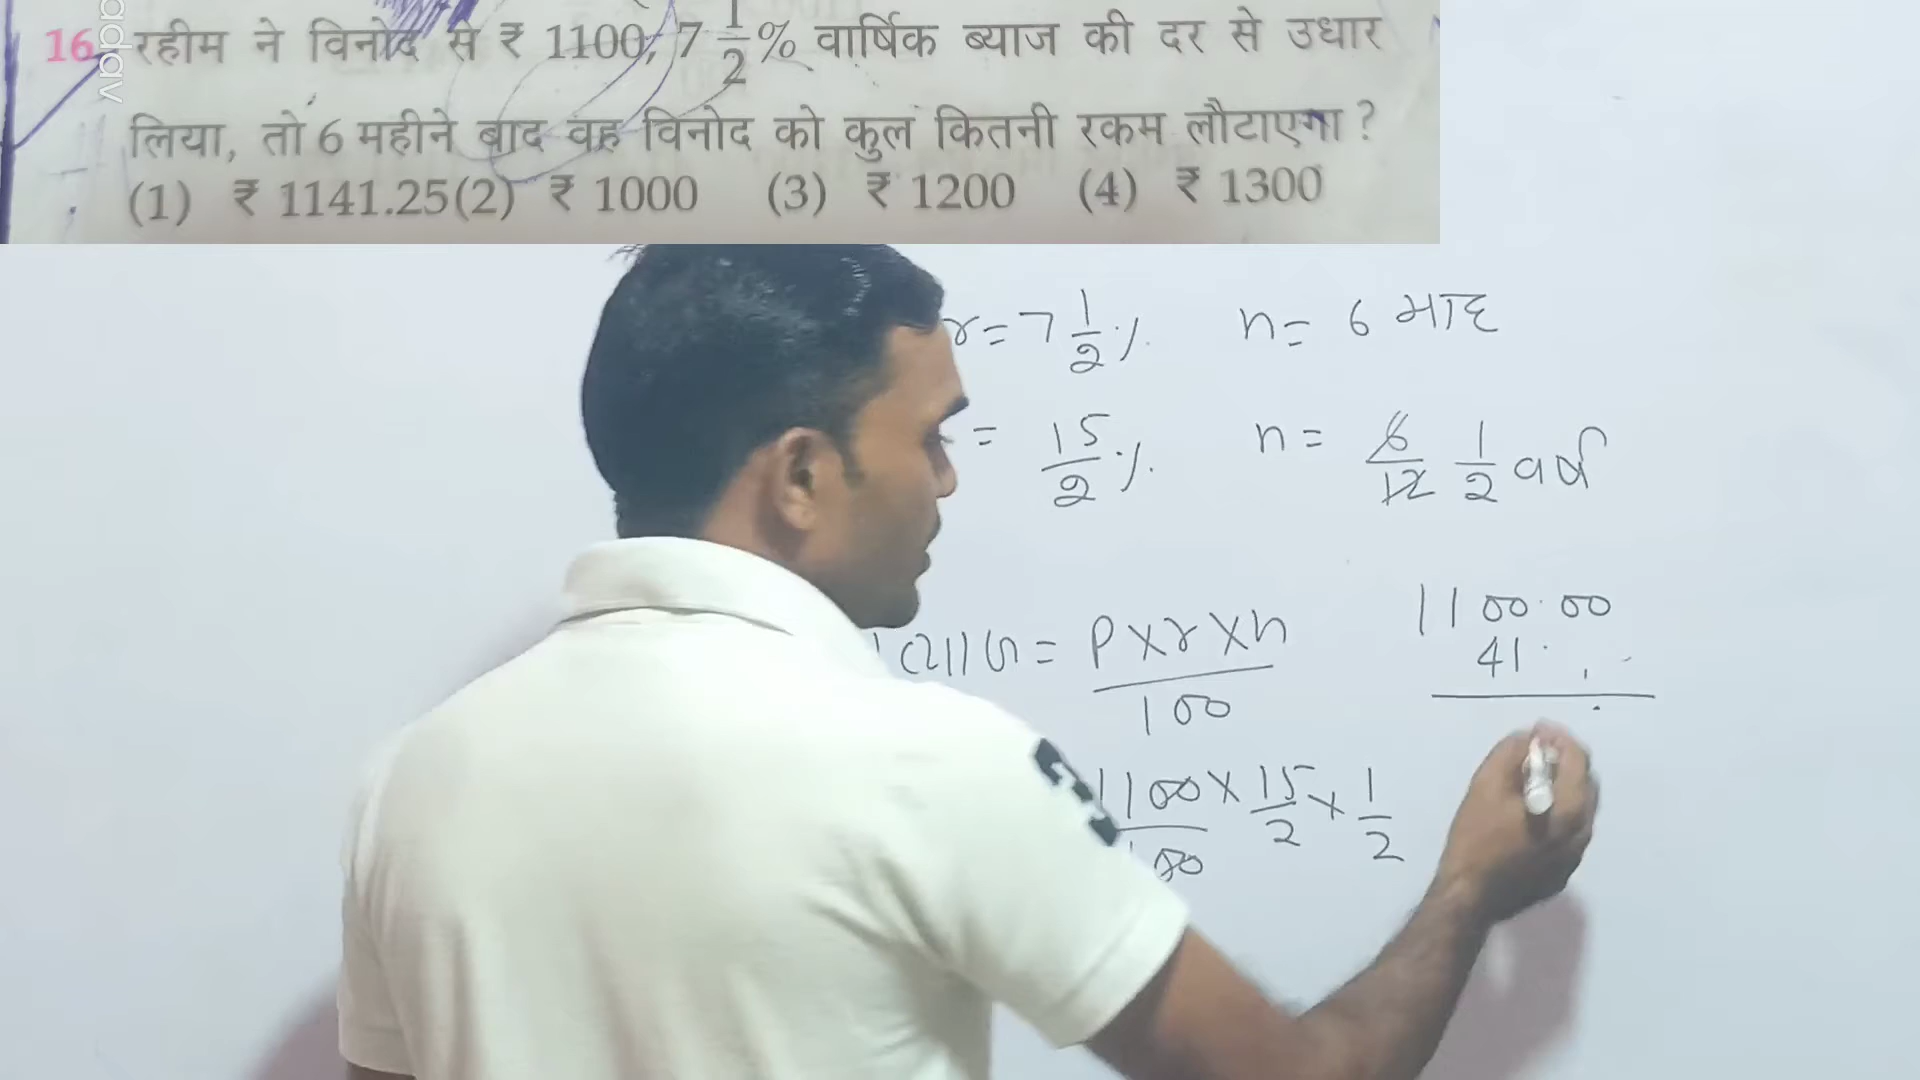 16. रहीम ने विनोद से ₹ 1100, 7 1/2 % वार्षिक ब्याज की दर से उधार
लिया, तो 6 महीने बाद वह विनोद को कुल कितनी रकम लौटाएगा ?
(1) ₹ 1141.25 (2) ₹ 1000 (3) ₹ 1200 (4) ₹ 1300
r = 7 1/2 % n = 6 माह
= 15/2 % n = 6/12 1/2 वर्ष
= P × r × n / 100
1100 × 15/2 × 1/2
100
1100.00
41.